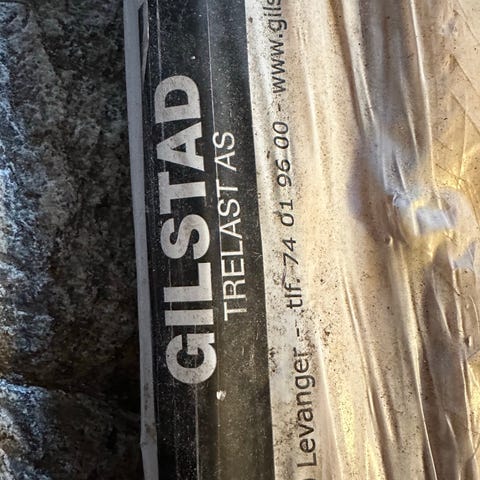 GILSTAD
TRELAST AS
Levanger - tlf. 74 01 96 00 - www.gils